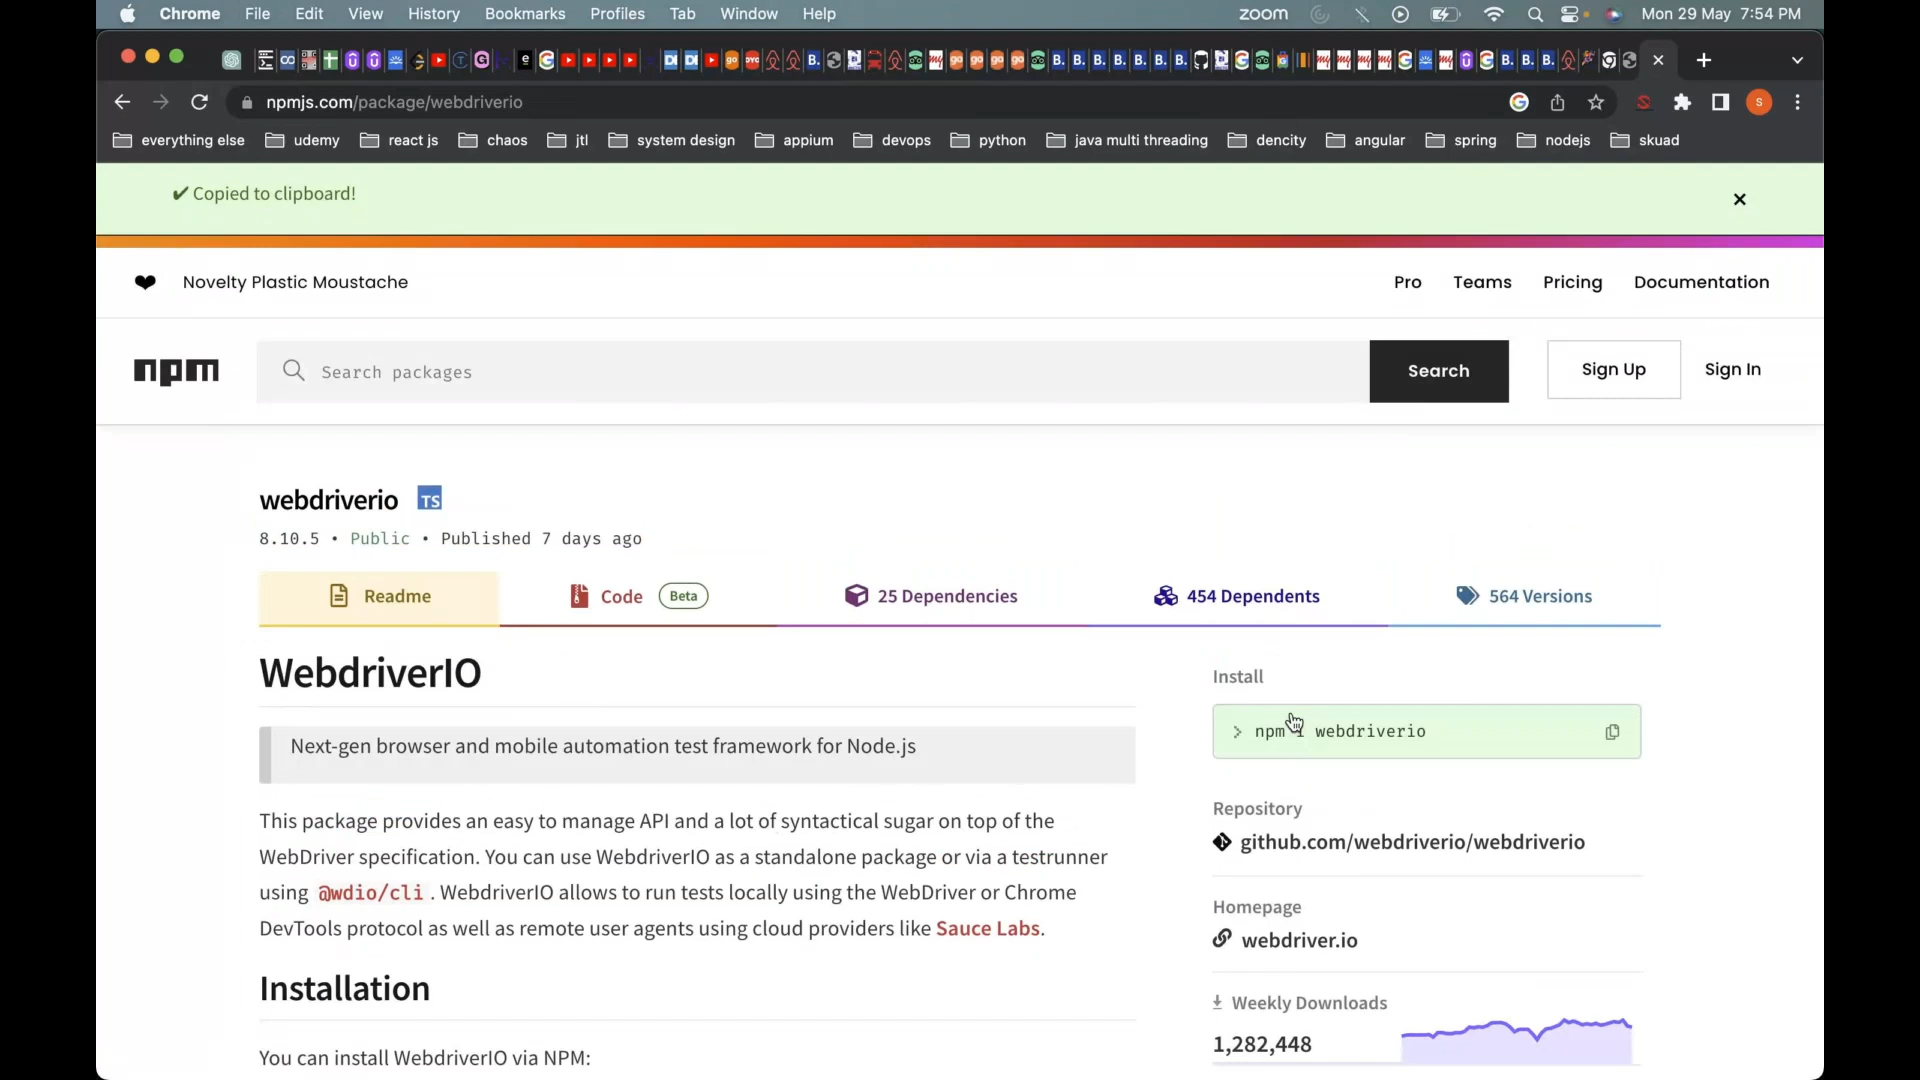 Chrome File Edit View History Bookmarks Profiles Tab Window Help zoom Mon 29 May 7:54 PM
npmjs.com/package/webdriverio
everything else udemy react js chaos jtl system design appium devops python java multi threading dencity angular spring nodejs skuad
✔ Copied to clipboard!
Novelty Plastic Moustache Pro Teams Pricing Documentation
npm Search packages Search Sign Up Sign In
webdriverio TS
8.10.5 • Public • Published 7 days ago
Readme Code Beta 25 Dependencies 454 Dependents 564 Versions
WebdriverIO
Next-gen browser and mobile automation test framework for Node.js
This package provides an easy to manage API and a lot of syntactical sugar on top of the
WebDriver specification. You can use WebdriverIO as a standalone package or via a testrunner
using @wdio/cli. WebdriverIO allows to run tests locally using the WebDriver or Chrome
DevTools protocol as well as remote user agents using cloud providers like Sauce Labs.
Installation
You can install WebdriverIO via NPM:
Install
> npm i webdriverio
Repository
github.com/webdriverio/webdriverio
Homepage
webdriver.io
Weekly Downloads
1,282,448